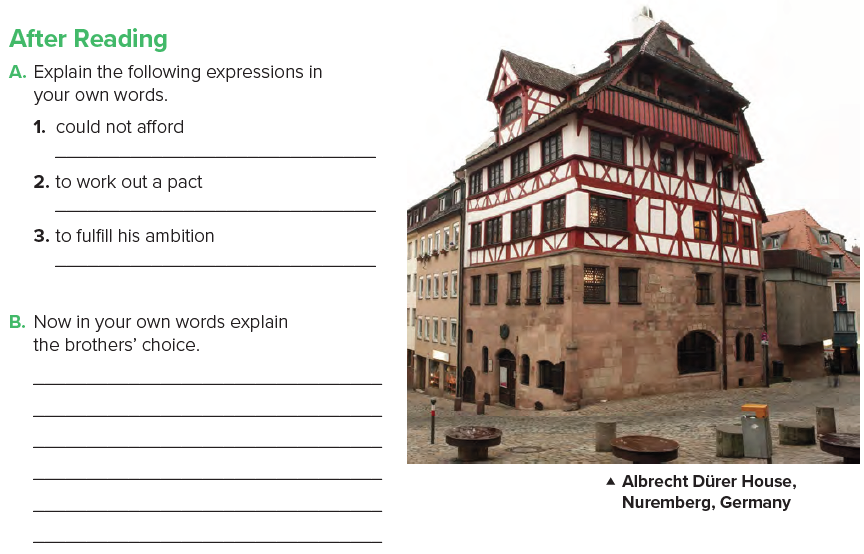 After Reading
A. Explain the following expressions in
your own words.
1. could not afford
2. to work out a pact
3. to fulfill his ambition
B. Now in your own words explain
the brothers’ choice.
▲ Albrecht Dürer House,
Nuremberg, Germany